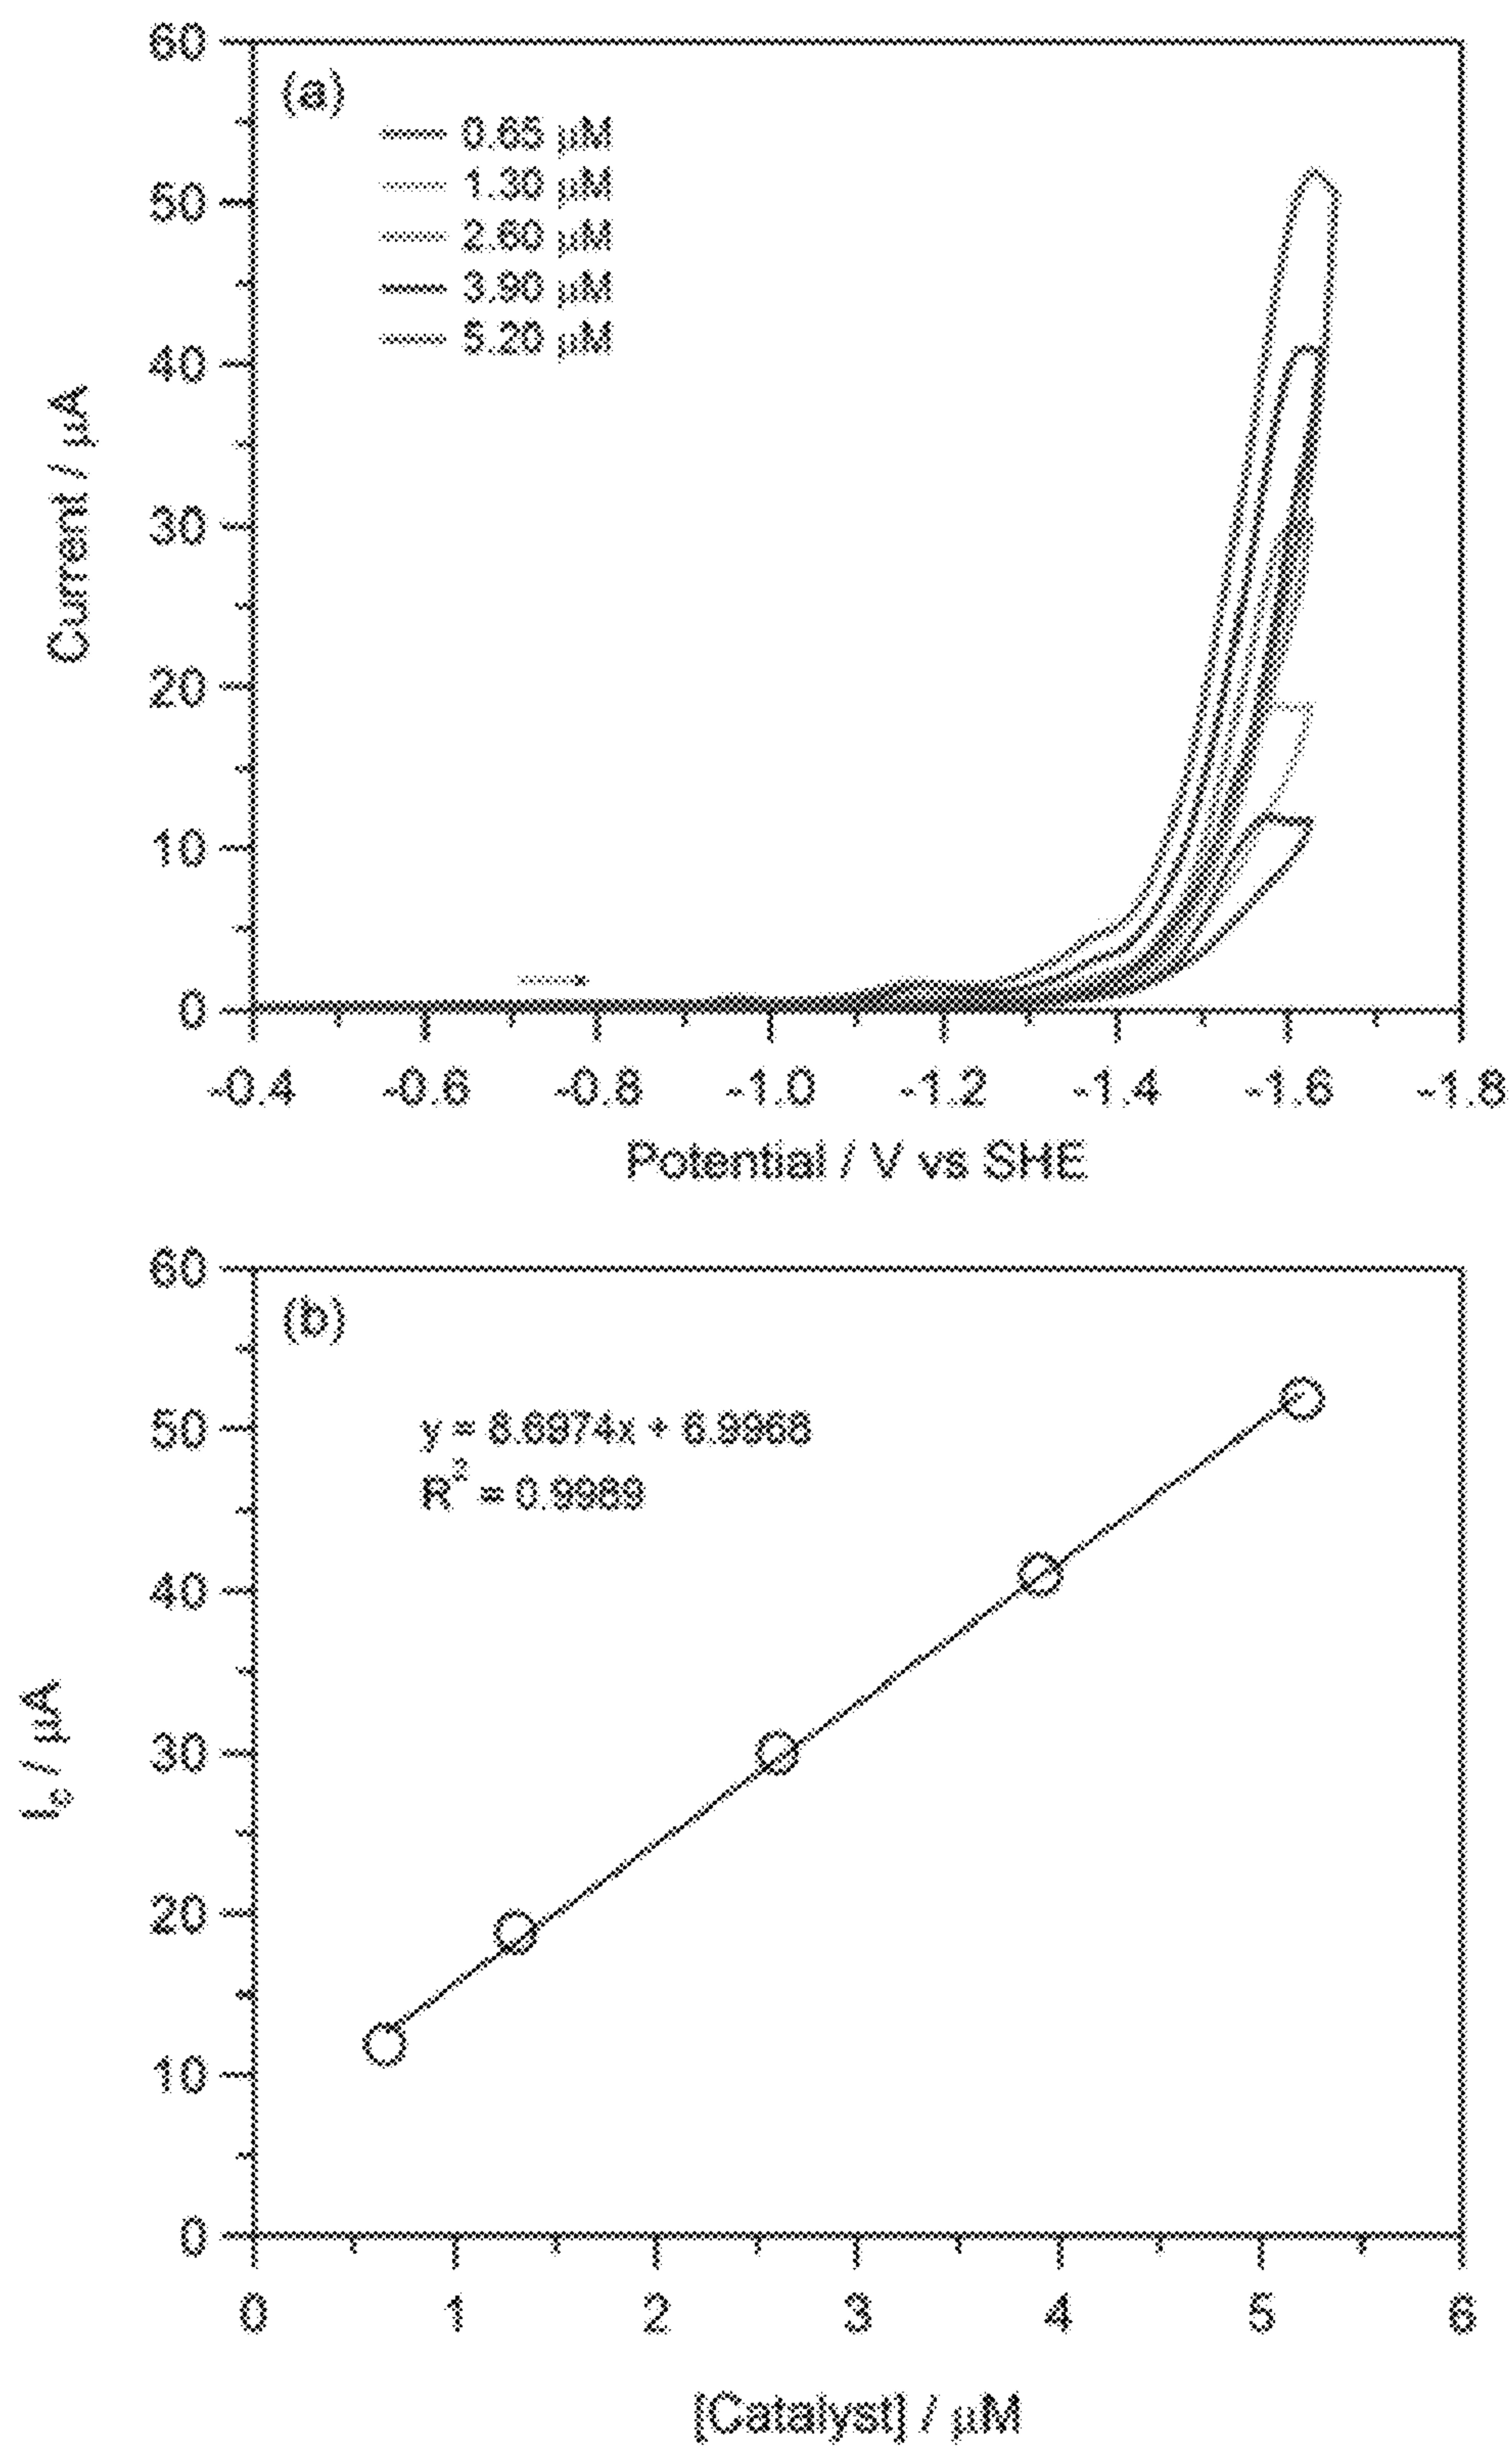 (a)
0.65 µM
1.30 µM
2.60 µM
3.90 µM
5.20 µM
60
50
40
30
20
10
0
Current / µA
-0.4 -0.6 -0.8 -1.0 -1.2 -1.4 -1.6 -1.8
Potential / V vs SHE
(b)
y = 8.6974x + 6.9968
R² = 0.9989
60
50
40
30
20
10
0
Ip / µA
0 1 2 3 4 5 6
[Catalyst] / µM